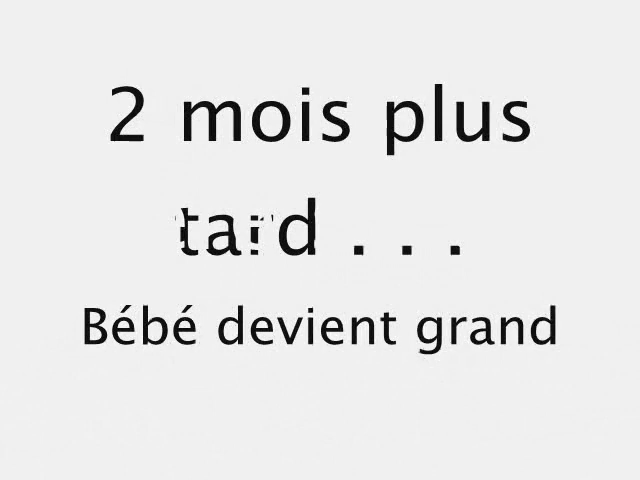 2 mois plus
tard . . .
Bébé devient grand